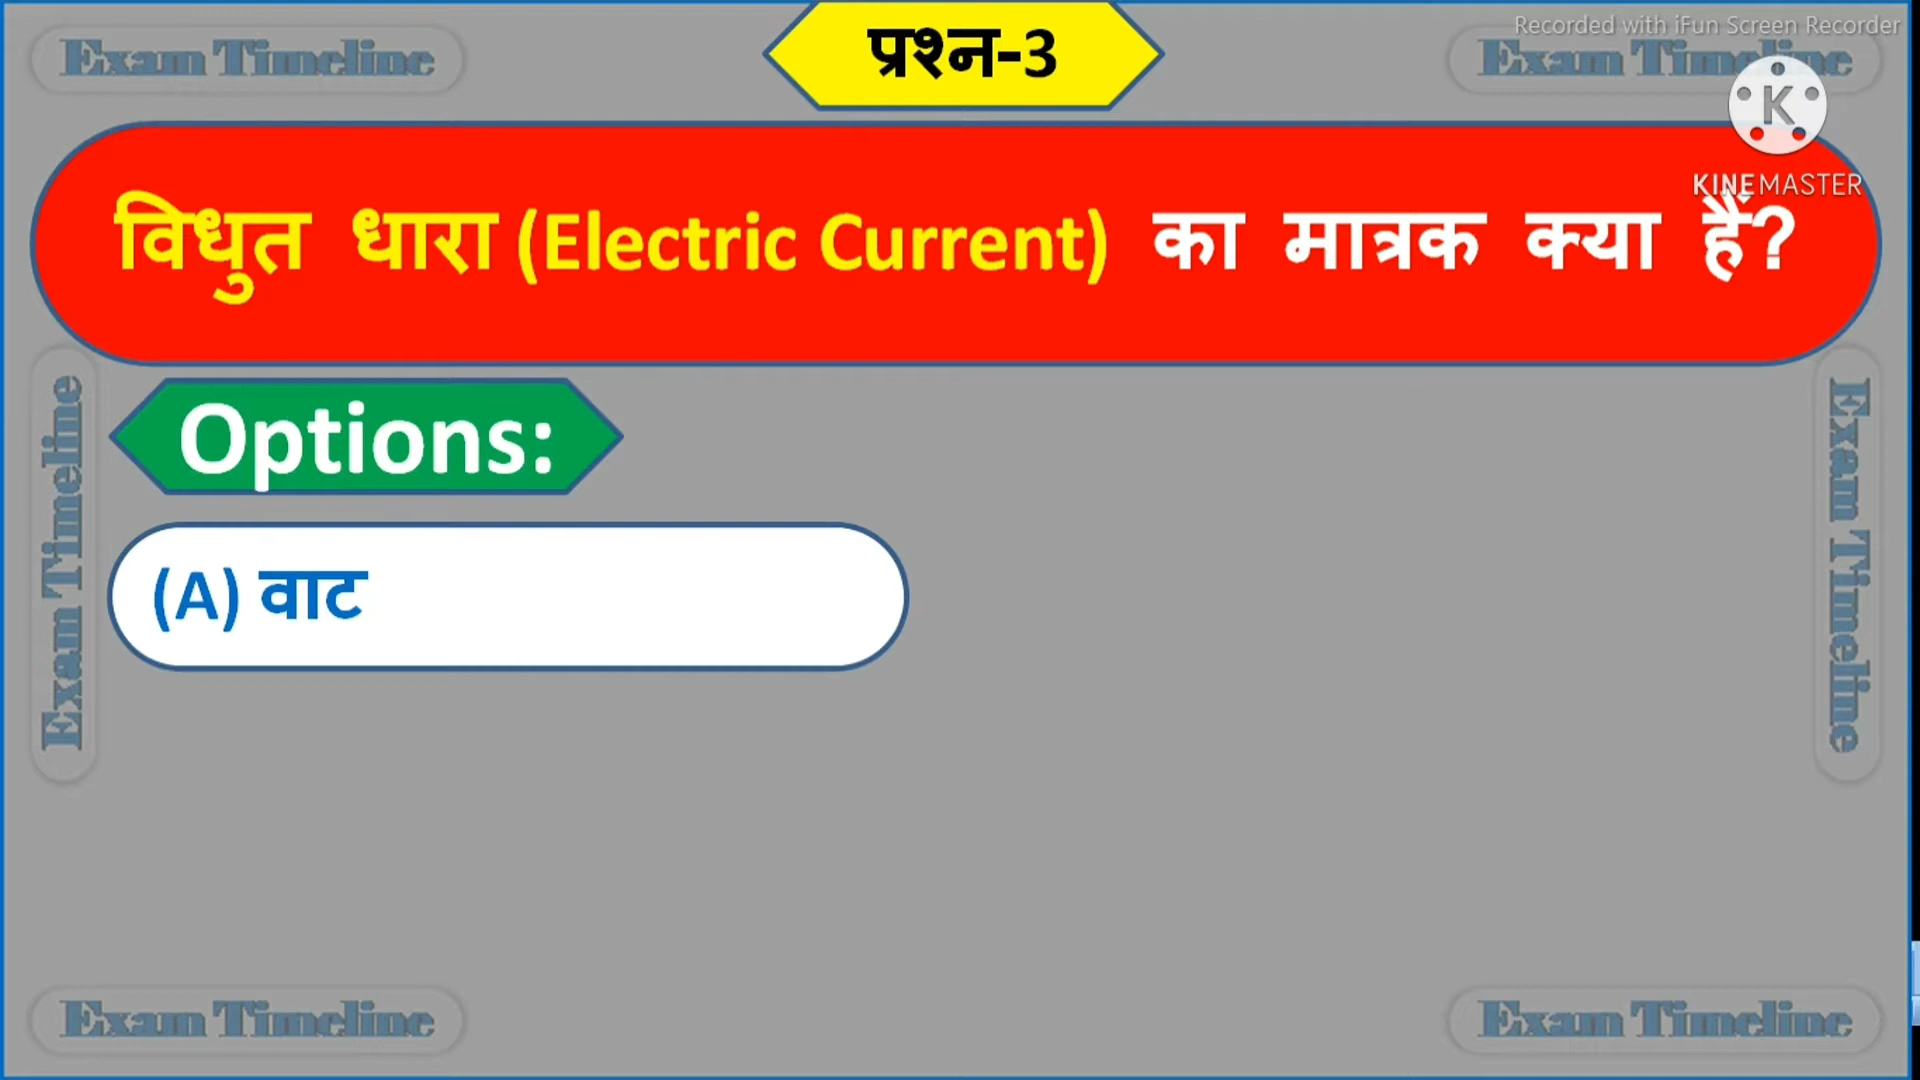 Recorded with iFun Screen Recorder
Exam Timeline
प्रश्न-3
Exam Timeline
K
KINEMASTER
विधुत धारा (Electric Current) का मात्रक क्या हैं?
Options:
Exam Timeline
Exam Timeline
(A) वाट
Exam Timeline
Exam Timeline